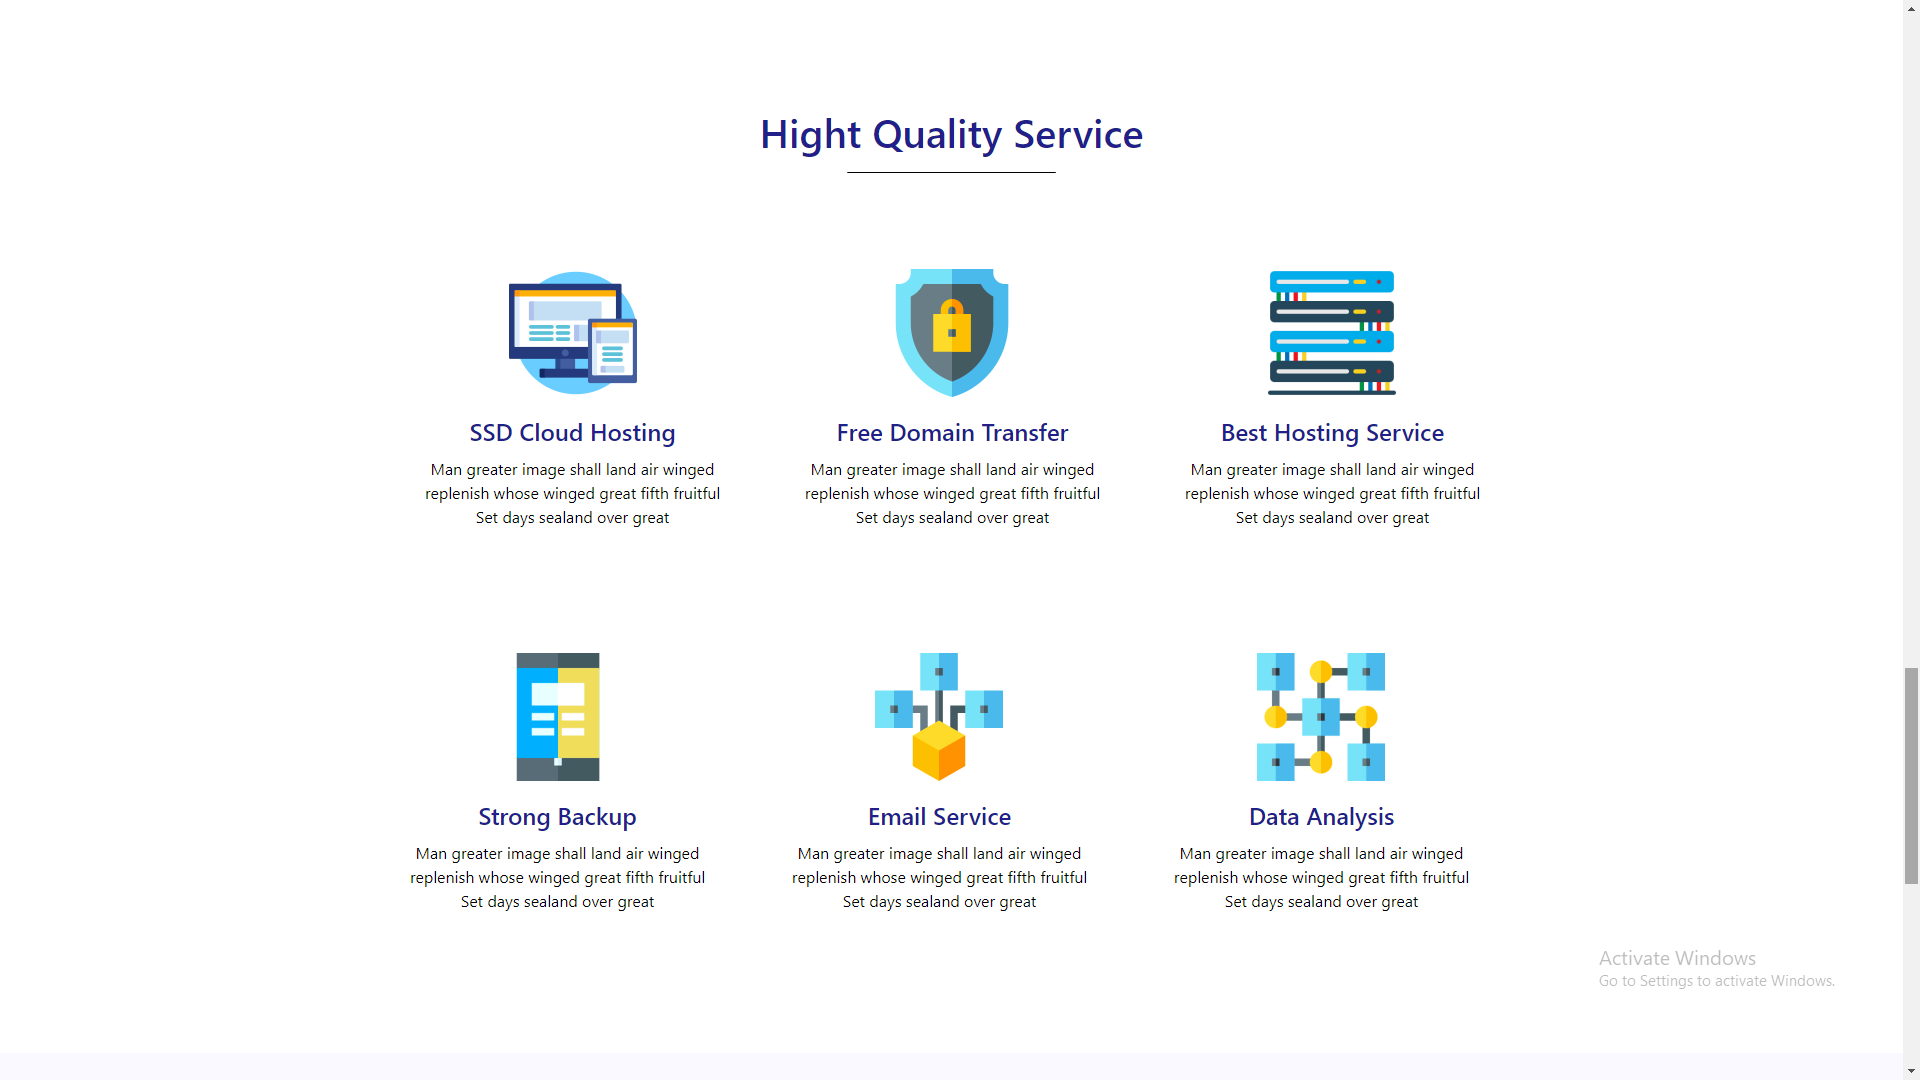 Hight Quality Service
SSD Cloud Hosting
Man greater image shall land air winged
replenish whose winged great fifth fruitful
Set days sealand over great
Free Domain Transfer
Man greater image shall land air winged
replenish whose winged great fifth fruitful
Set days sealand over great
Best Hosting Service
Man greater image shall land air winged
replenish whose winged great fifth fruitful
Set days sealand over great
Strong Backup
Man greater image shall land air winged
replenish whose winged great fifth fruitful
Set days sealand over great
Email Service
Man greater image shall land air winged
replenish whose winged great fifth fruitful
Set days sealand over great
Data Analysis
Man greater image shall land air winged
replenish whose winged great fifth fruitful
Set days sealand over great
Activate Windows
Go to Settings to activate Windows.